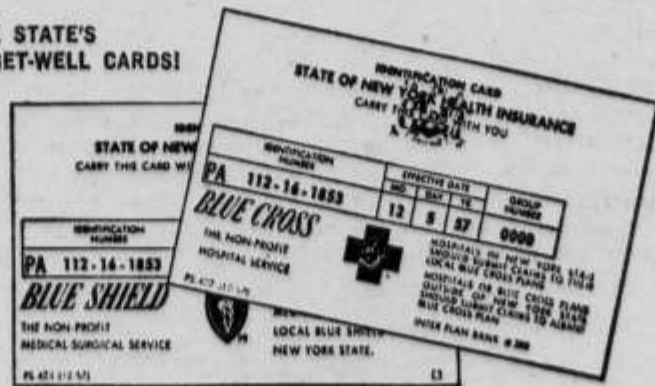 STATE'S
GET-WELL CARDS!
IDENTIFICATION CARD
STATE OF NEW YORK HEALTH INSURANCE
CARRY WITH YOU
IDENTIFICATION
NUMBER
EFFECTIVE DATE
MO. DAY YR.
GROUP
NUMBER
PA 112-16-1853
12 5 57
0000
BLUE CROSS
THE NON-PROFIT
HOSPITAL SERVICE
HOSPITALS IN NEW YORK STATE
SHOULD SUBMIT CLAIMS TO THEIR
LOCAL BLUE CROSS PLAN
HOSPITALS OR BLUE CROSS PLANS
OUTSIDE OF NEW YORK STATE
SHOULD SUBMIT CLAIMS TO ALBANY
BLUE CROSS PLAN
INTER PLAN BANK
STATE OF NEW
CARRY THIS CARD
IDENTIFICATION
NUMBER
PA 112-16-1853
BLUE SHIELD
THE NON-PROFIT
MEDICAL SURGICAL SERVICE
LOCAL BLUE SHIELD
NEW YORK STATE.